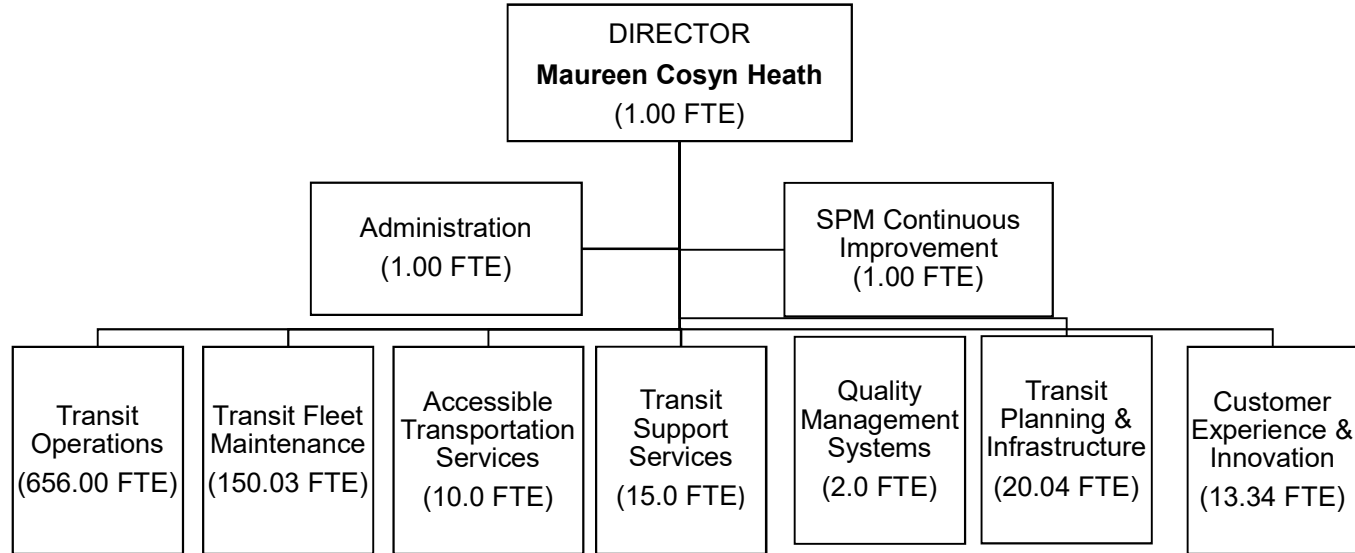 DIRECTOR
Maureen Cosyn Heath
(1.00 FTE)
Administration
(1.00 FTE)
SPM Continuous
Improvement
(1.00 FTE)
Transit
Operations
(656.00 FTE)
Transit Fleet
Maintenance
(150.03 FTE)
Accessible
Transportation
Services
(10.0 FTE)
Transit
Support
Services
(15.0 FTE)
Quality
Management
Systems
(2.0 FTE)
Transit
Planning &
Infrastructure
(20.04 FTE)
Customer
Experience &
Innovation
(13.34 FTE)